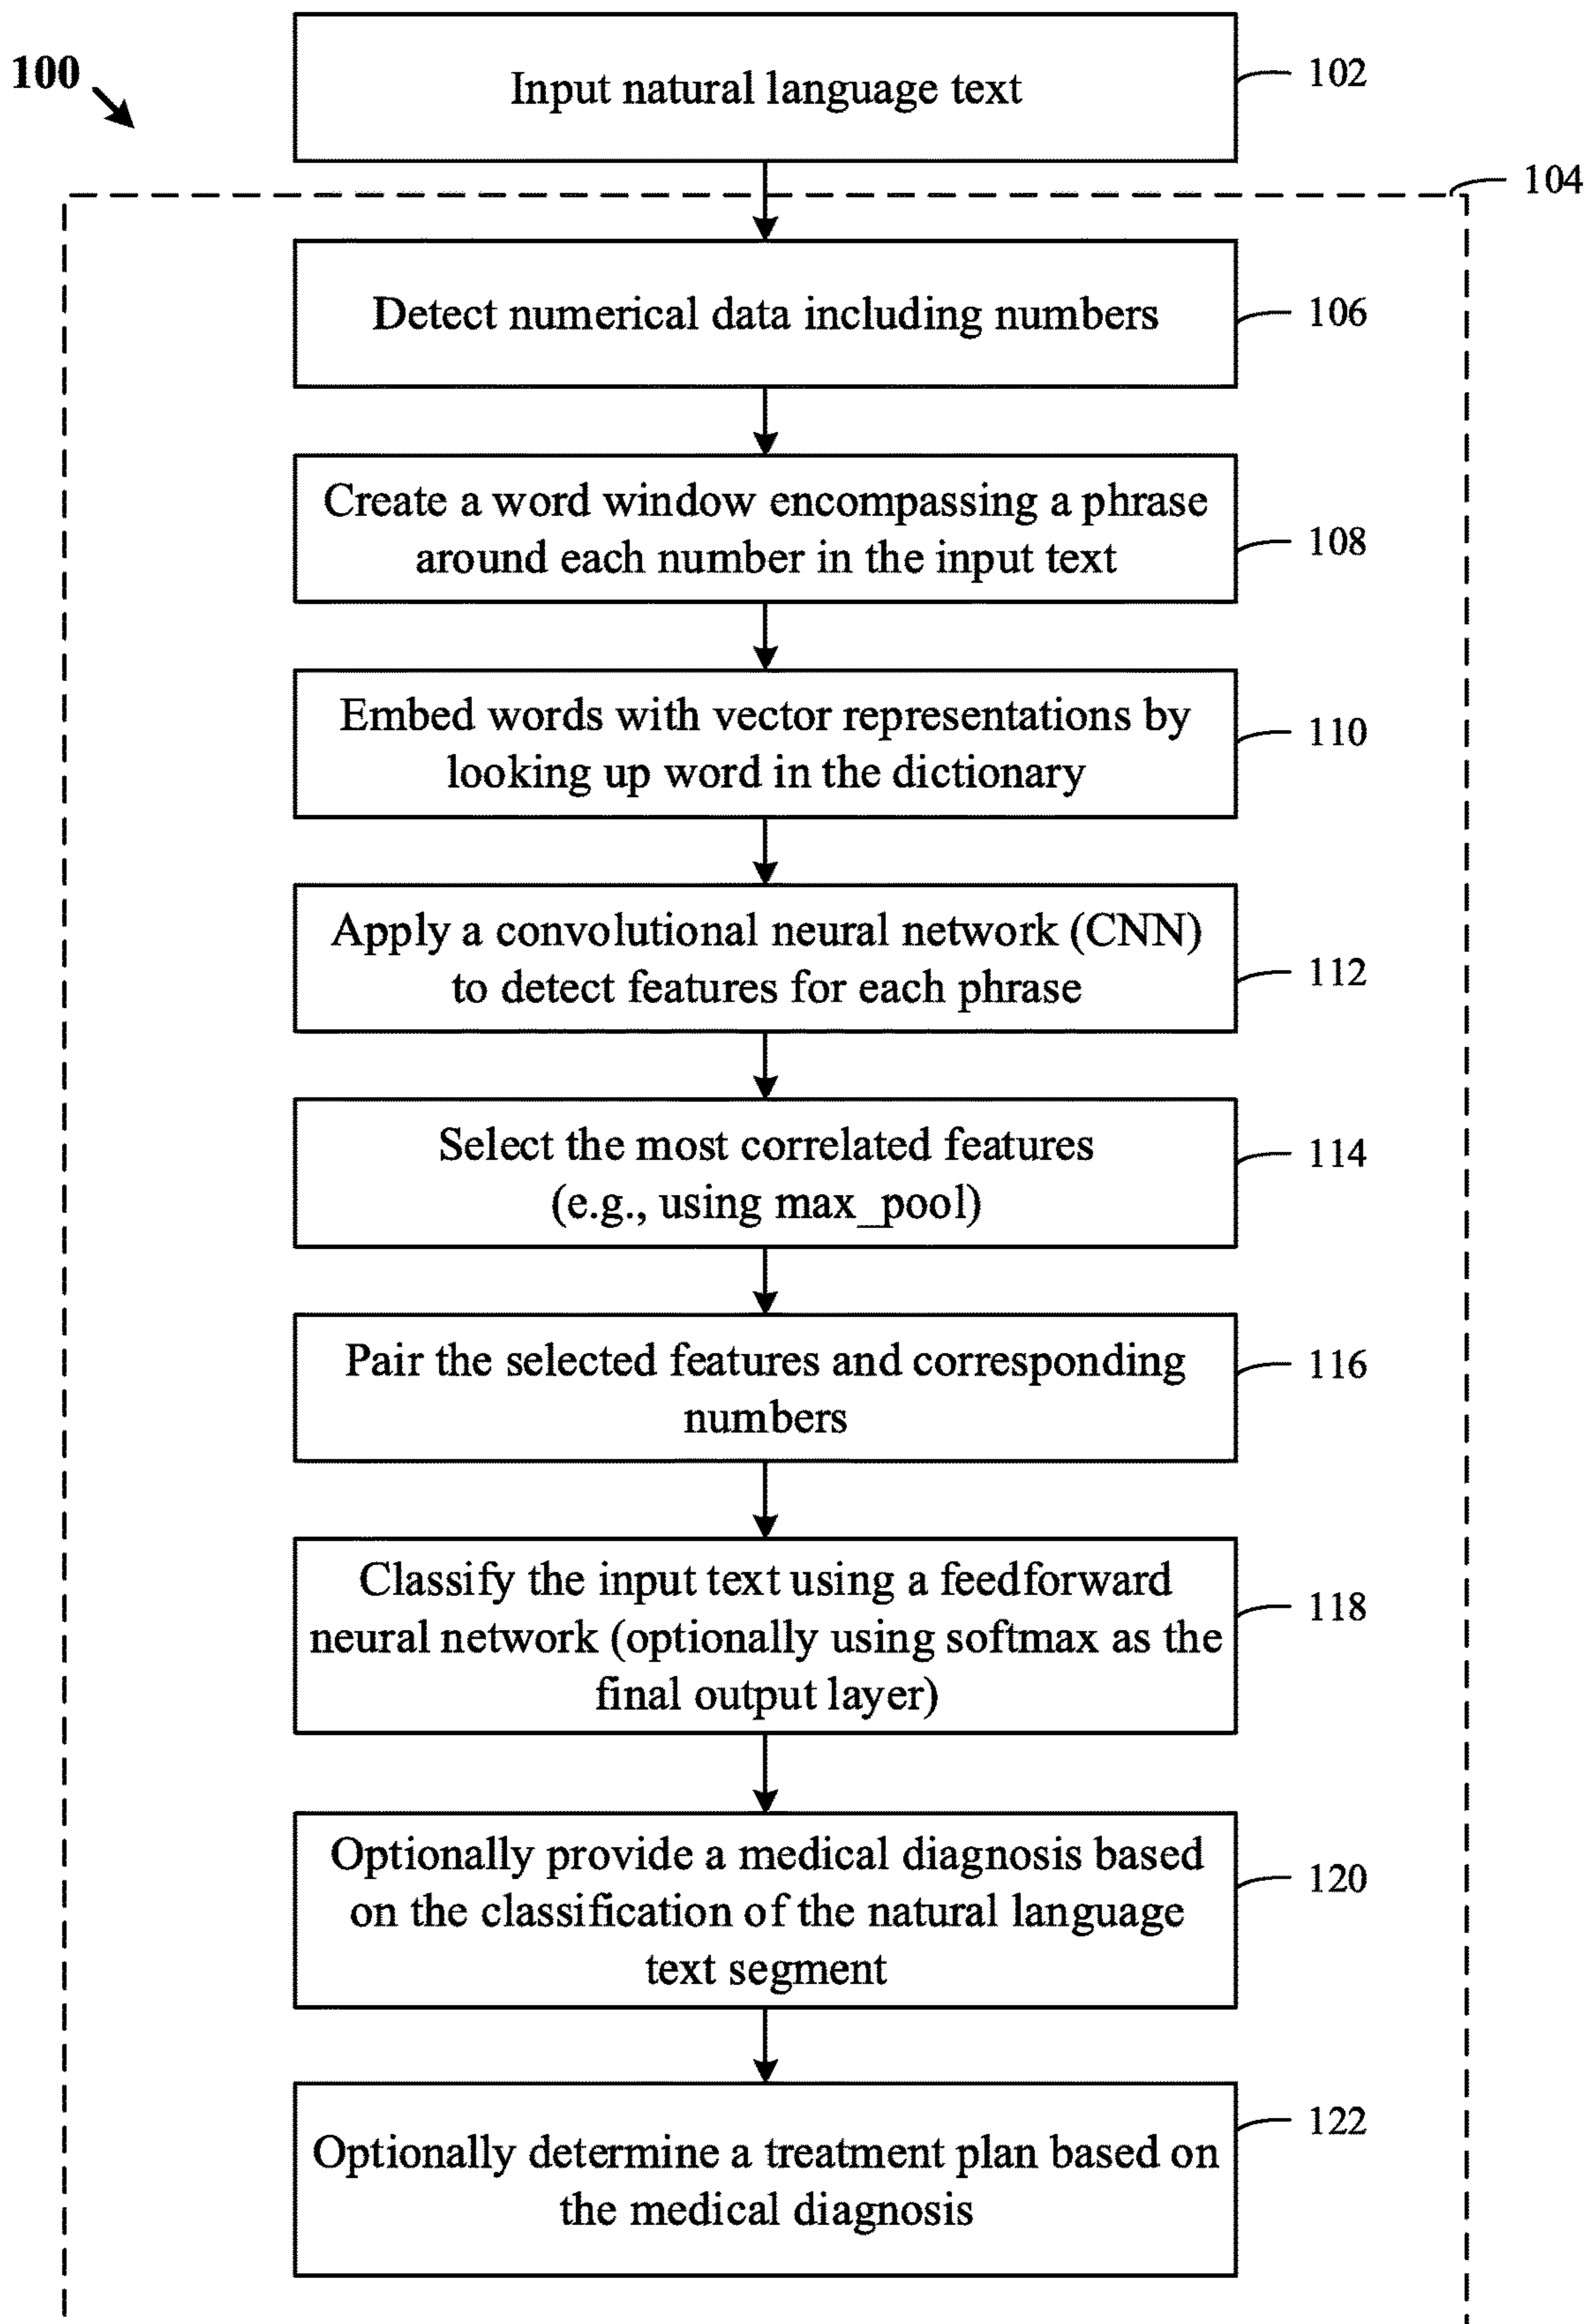 100
Input natural language text
102
104
Detect numerical data including numbers
106
Create a word window encompassing a phrase
around each number in the input text
108
Embed words with vector representations by
looking up word in the dictionary
110
Apply a convolutional neural network (CNN)
to detect features for each phrase
112
Select the most correlated features
(e.g., using max_pool)
114
Pair the selected features and corresponding
numbers
116
Classify the input text using a feedforward
neural network (optionally using softmax as the
final output layer)
118
Optionally provide a medical diagnosis based
on the classification of the natural language
text segment
120
Optionally determine a treatment plan based on
the medical diagnosis
122